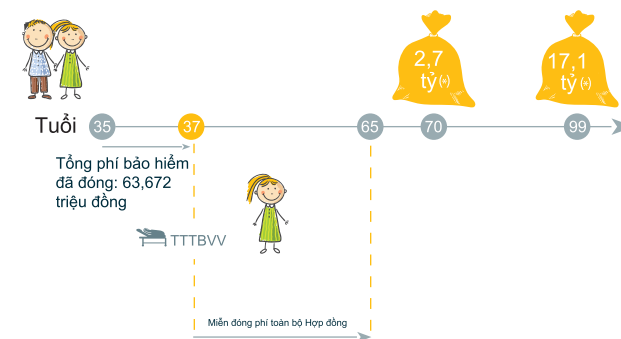 2,7
tỷ(*)
17,1
tỷ(*)
Tuổi 35 37 65 70 99
Tổng phí bảo hiểm
đã đóng: 63,672
triệu đồng
TTTBVV
Miễn đóng phí toàn bộ Hợp đồng